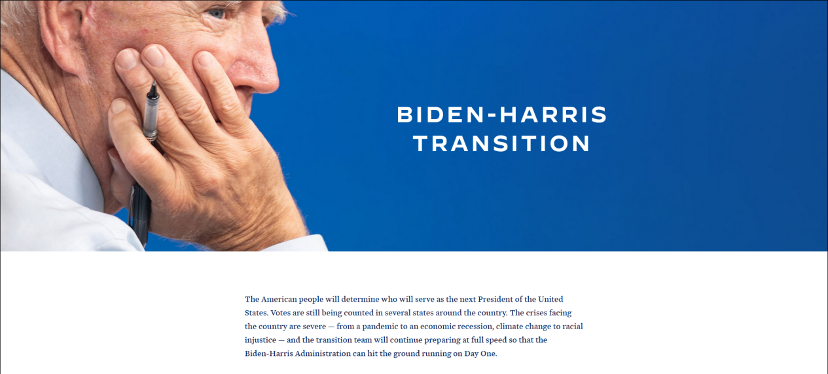 BIDEN-HARRIS
TRANSITION
The American people will determine who will serve as the next President of the United
States. Votes are still being counted in several states around the country. The crises facing
the country are severe — from a pandemic to an economic recession, climate change to racial
injustice — and the transition team will continue preparing at full speed so that the
Biden-Harris Administration can hit the ground running on Day One.